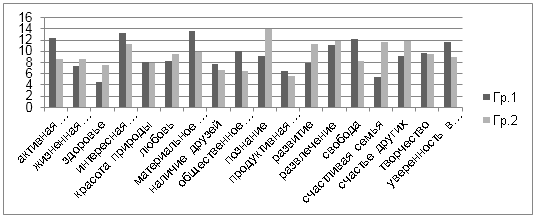 16
14
12
10
8
6
4
2
0
активная …
жизненная …
здоровье
интересная …
красота природы
любовь
материальное …
наличие друзей
общественное …
познание
продуктивная …
развитие
развлечение
свобода
счастливая семья
счастье других
творчество
уверенность в…
Гр.1
Гр.2